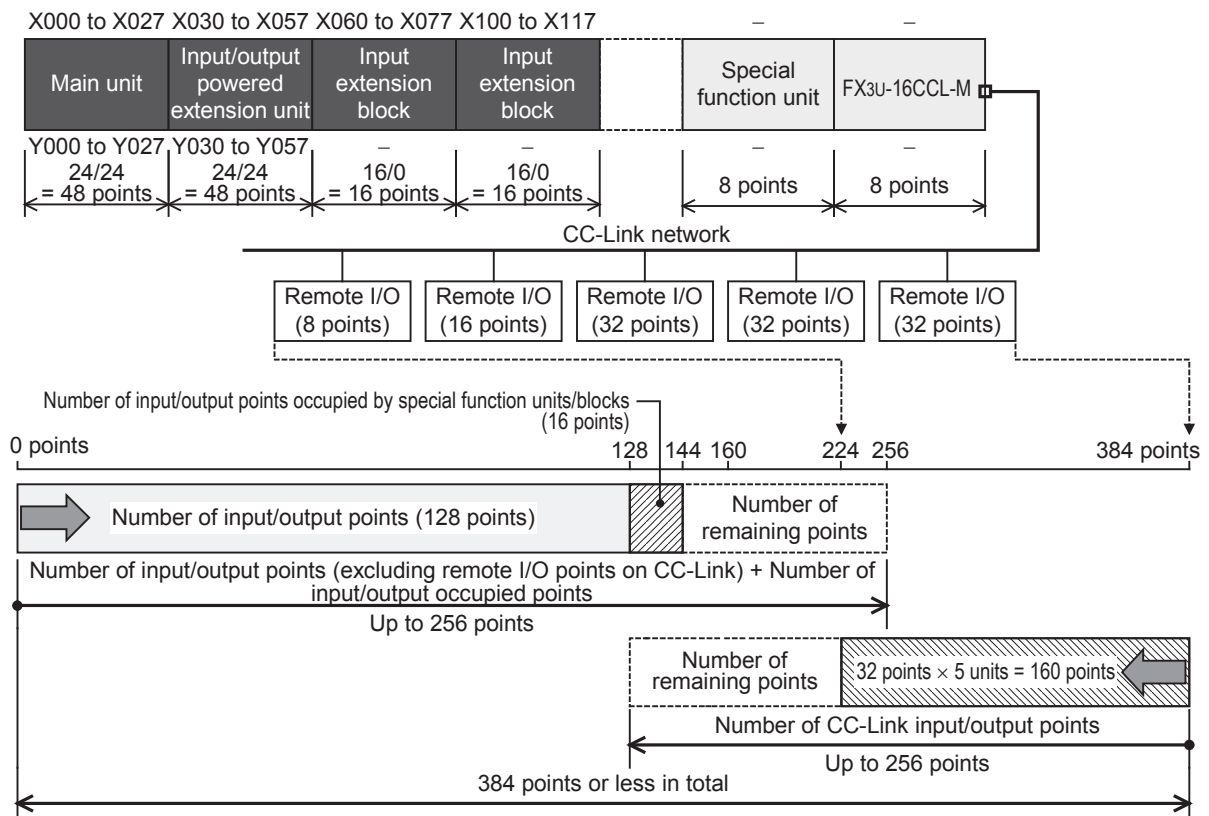 X000 to X027 X030 to X057 X060 to X077 X100 to X117 – –
Main unit
Input/output
powered
extension unit
Input
extension
block
Input
extension
block
Special
function unit
FX3U-16CCL-M
Y000 to Y027 Y030 to Y057 – – – –
24/24
= 48 points
24/24
= 48 points
16/0
= 16 points
16/0
= 16 points
8 points
8 points
CC-Link network
Remote I/O
(8 points)
Remote I/O
(16 points)
Remote I/O
(32 points)
Remote I/O
(32 points)
Remote I/O
(32 points)
Number of input/output points occupied by special function units/blocks
(16 points)
0 points 128 144 160 224 256 384 points
Number of input/output points (128 points)
Number of
remaining points
Number of input/output points (excluding remote I/O points on CC-Link) + Number of
input/output occupied points
Up to 256 points
Number of
remaining points
32 points × 5 units = 160 points
Number of CC-Link input/output points
Up to 256 points
384 points or less in total